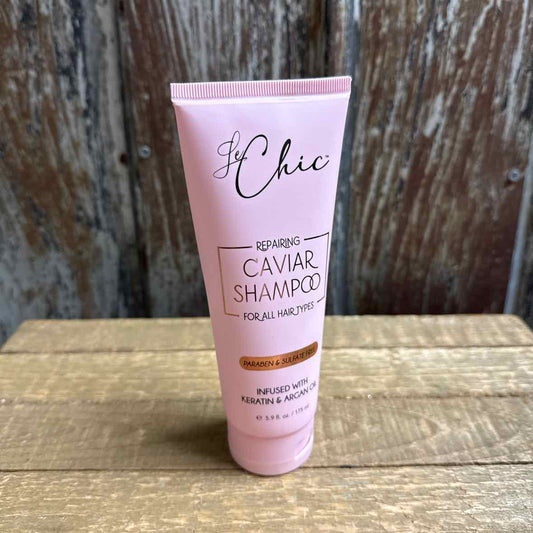 Le
Chic™
REPAIRING
CAVIAR
SHAMPOO
FOR ALL HAIR TYPES
PARABEN & SULFATE FREE
INFUSED WITH
KERATIN & ARGAN OIL
℮ 5.9 fl. oz. / 175 ml